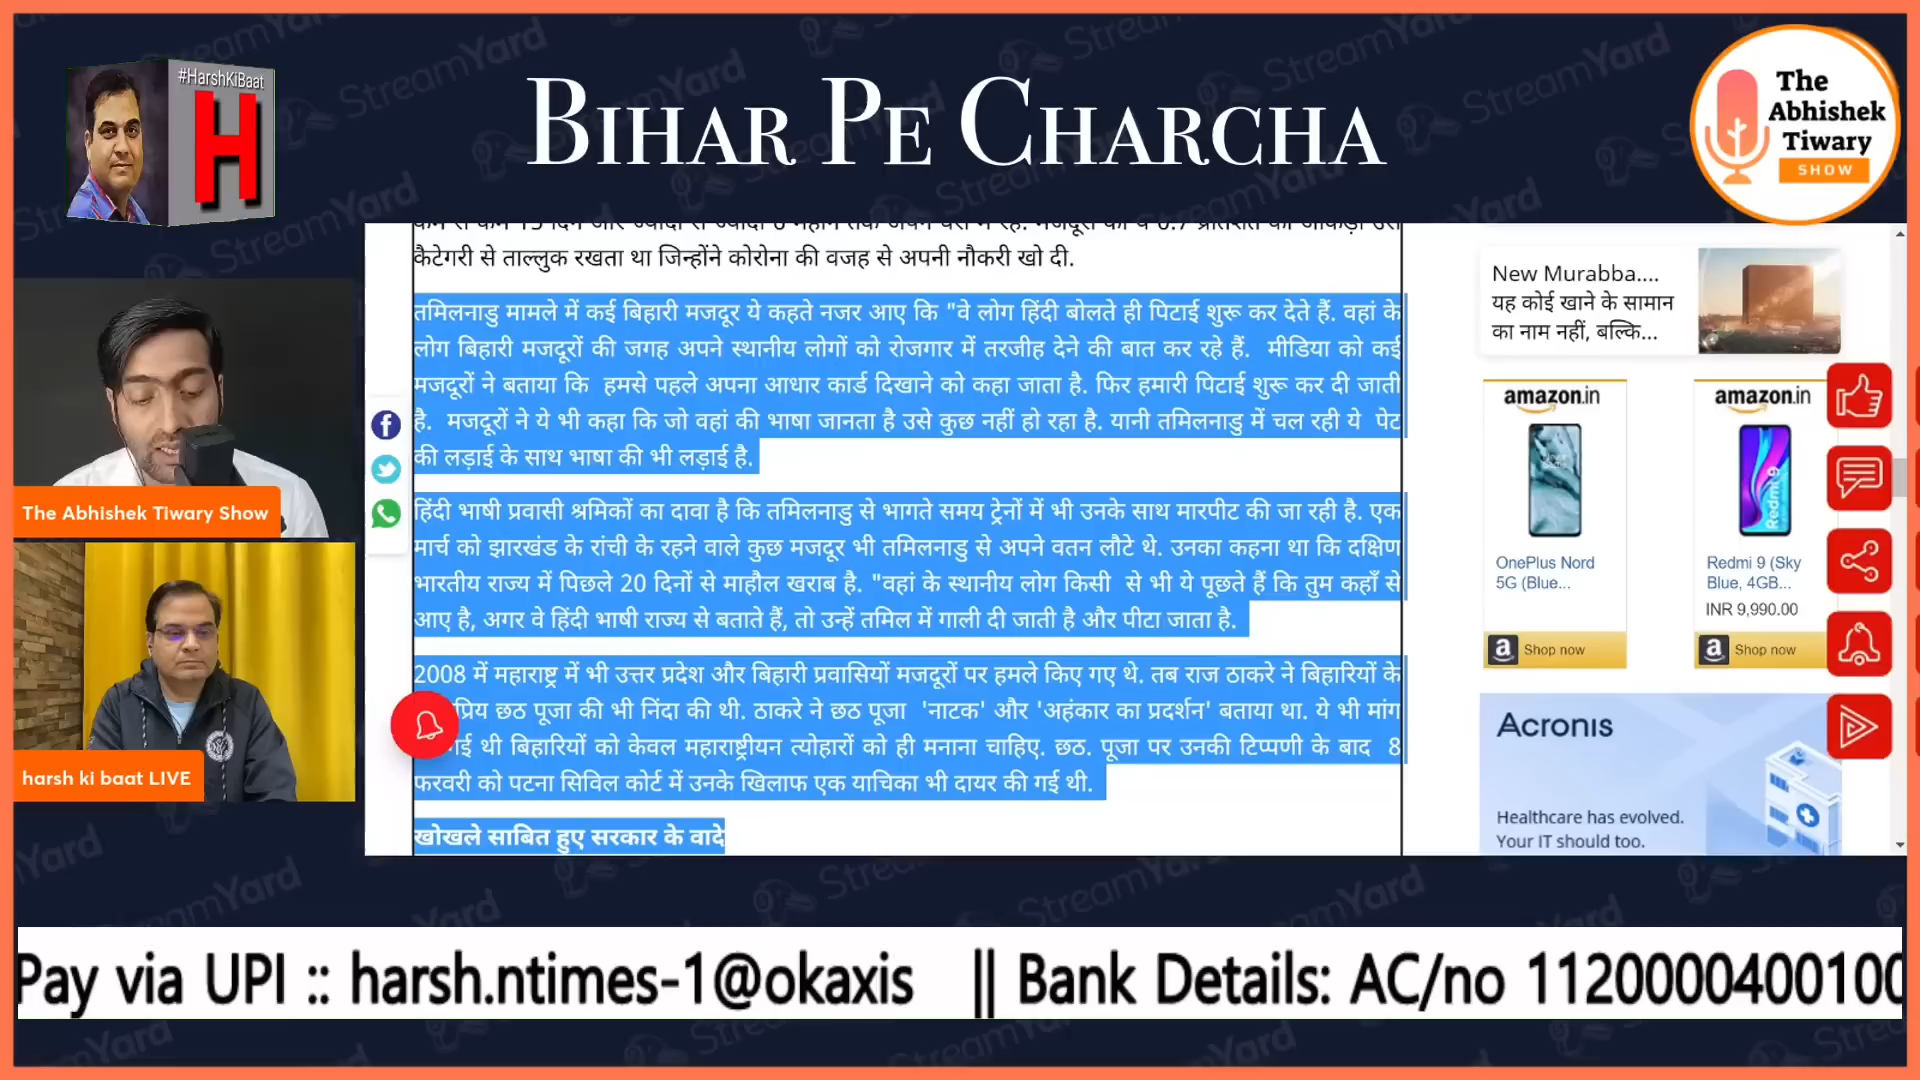 #HarshKiBaat
H
BIHAR PE CHARCHA
The
Abhishek
Tiwary
SHOW
कैटेगरी से ताल्लुक रखता था जिन्होंने कोरोना की वजह से अपनी नौकरी खो दी.
तमिलनाडु मामले में कई बिहारी मजदूर ये कहते नजर आए कि "वे लोग हिंदी बोलते ही पिटाई शुरू कर देते हैं. वहां के
लोग बिहारी मजदूरों की जगह अपने स्थानीय लोगों को रोजगार में तरजीह देने की बात कर रहे हैं. मीडिया को कई
मजदूरों ने बताया कि हमसे पहले अपना आधार कार्ड दिखाने को कहा जाता है. फिर हमारी पिटाई शुरू कर दी जाती
है. मजदूरों ने ये भी कहा कि जो वहां की भाषा जानता है उसे कुछ नहीं हो रहा है. यानी तमिलनाडु में चल रही ये पेट
की लड़ाई के साथ भाषा की भी लड़ाई है.
हिंदी भाषी प्रवासी श्रमिकों का दावा है कि तमिलनाडु से भागते समय ट्रेनों में भी उनके साथ मारपीट की जा रही है. एक
मार्च को झारखंड के रांची के रहने वाले कुछ मजदूर भी तमिलनाडु से अपने वतन लौटे थे. उनका कहना था कि दक्षिण
भारतीय राज्य में पिछले 20 दिनों से माहौल खराब है. "वहां के स्थानीय लोग किसी से भी ये पूछते हैं कि तुम कहाँ से
आए है, अगर वे हिंदी भाषी राज्य से बताते हैं, तो उन्हें तमिल में गाली दी जाती है और पीटा जाता है.
2008 में महाराष्ट्र में भी उत्तर प्रदेश और बिहारी प्रवासियों मजदूरों पर हमले किए गए थे. तब राज ठाकरे ने बिहारियों के
प्रिय छठ पूजा की भी निंदा की थी. ठाकरे ने छठ पूजा 'नाटक' और 'अहंकार का प्रदर्शन' बताया था. ये भी मांग
गई थी बिहारियों को केवल महाराष्ट्रीयन त्योहारों को ही मनाना चाहिए. छठ. पूजा पर उनकी टिप्पणी के बाद 8
फरवरी को पटना सिविल कोर्ट में उनके खिलाफ एक याचिका भी दायर की गई थी.
खोखले साबित हुए सरकार के वादे
New Murabba....
यह कोई खाने के सामान
का नाम नहीं, बल्कि...
amazon.in
OnePlus Nord
5G (Blue...
Shop now
amazon.in
Redmi 9
Redmi 9 (Sky
Blue, 4GB...
INR 9,990.00
Shop now
Acronis
Healthcare has evolved.
Your IT should too.
The Abhishek Tiwary Show
harsh ki baat LIVE
Pay via UPI :: harsh.ntimes-1@okaxis || Bank Details: AC/no 1120000400100
StreamYard